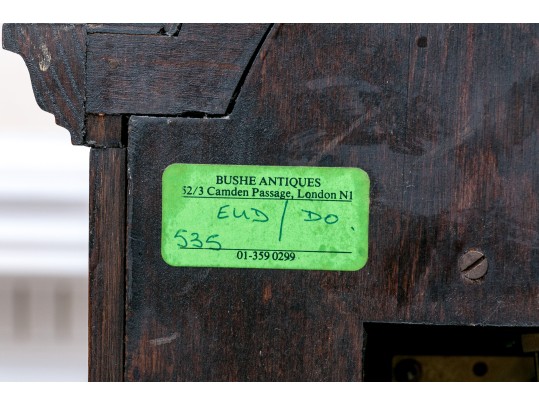 BUSHE ANTIQUES
52/3 Camden Passage, London N1
EUD / DO.
535
01-359 0299